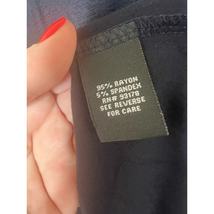 95% RAYON
5% SPANDEX
RN# 93178
SEE REVERSE
FOR CARE